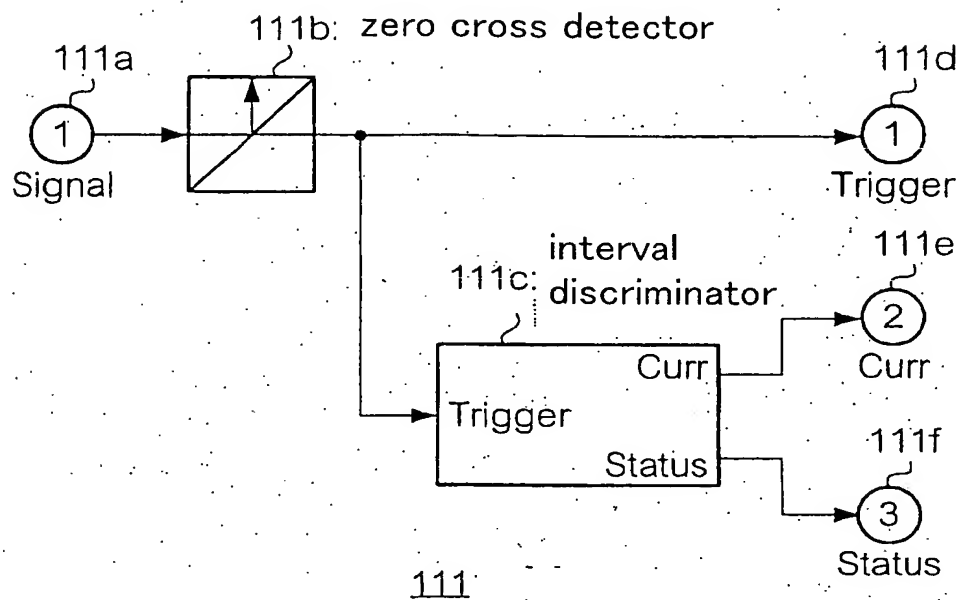 111b: zero cross detector
111a
111d
1
1
Signal
Trigger
111e
interval
111c: discriminator
2
Curr
Curr
Trigger
111f
Status
3
Status
111